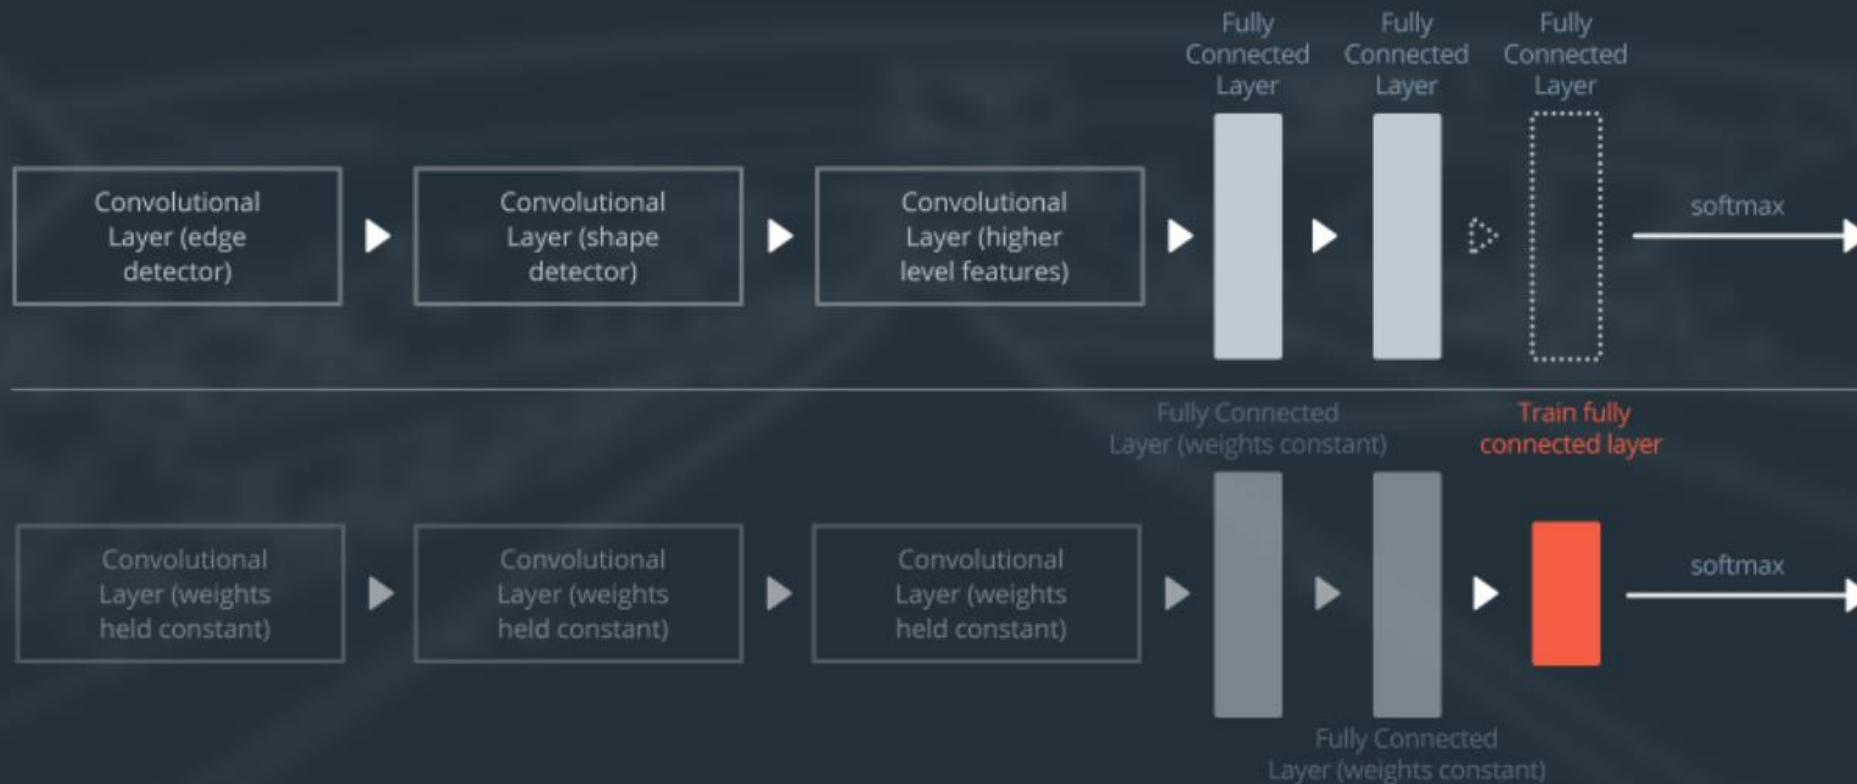 Fully
Connected
Layer
Fully
Connected
Layer
Fully
Connected
Layer
Convolutional
Layer (edge
detector)
Convolutional
Layer (shape
detector)
Convolutional
Layer (higher
level features)
softmax
Fully Connected
Layer (weights constant)
Train fully
connected layer
Convolutional
Layer (weights
held constant)
Convolutional
Layer (weights
held constant)
Convolutional
Layer (weights
held constant)
softmax
Fully Connected
Layer (weights constant)